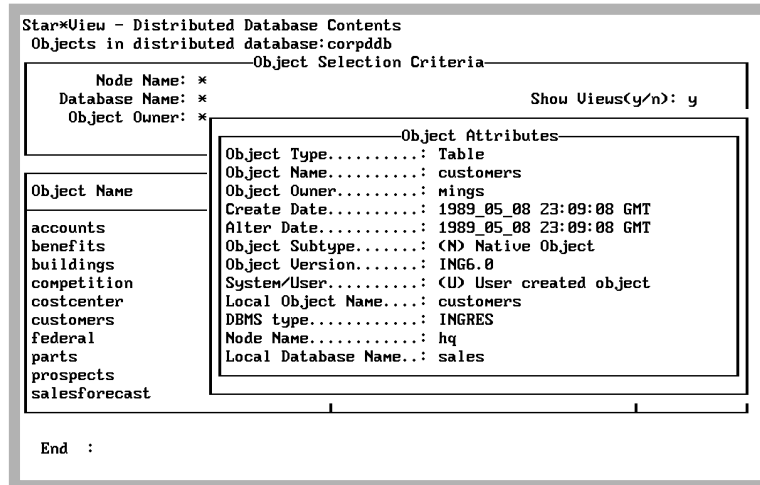 Star*View - Distributed Database Contents
Objects in distributed database:corpddb
Object Selection Criteria
Node Name: *
Database Name: * Show Views(y/n): y
Object Owner: *
Object Attributes
Object Type..........: Table
Object Name..........: customers
Object Owner.........: mings
Create Date..........: 1989_05_08 23:09:08 GMT
Alter Date...........: 1989_05_08 23:09:08 GMT
Object Subtype.......: (N) Native Object
Object Version.......: ING6.0
System/User..........: (U) User created object
Local Object Name....: customers
DBMS type............: INGRES
Node Name............: hq
Local Database Name..: sales
Object Name
accounts
benefits
buildings
competition
costcenter
customers
federal
parts
prospects
salesforecast
End :